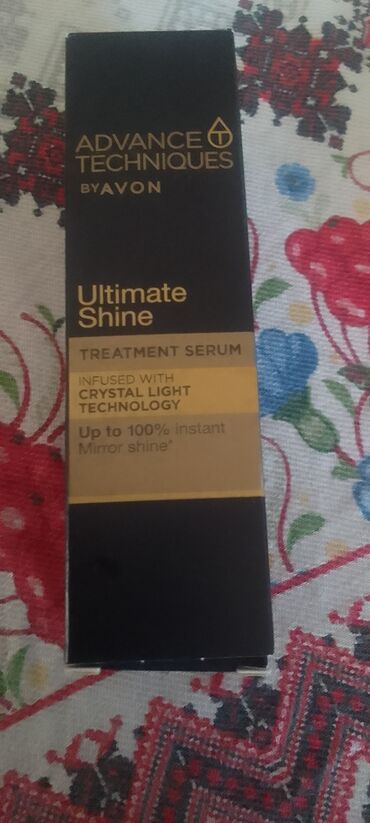 ADVANCE
TECHNIQUES
BY AVON
Ultimate
Shine
TREATMENT SERUM
INFUSED WITH
CRYSTAL LIGHT
TECHNOLOGY
Up to 100% instant
Mirror shine*